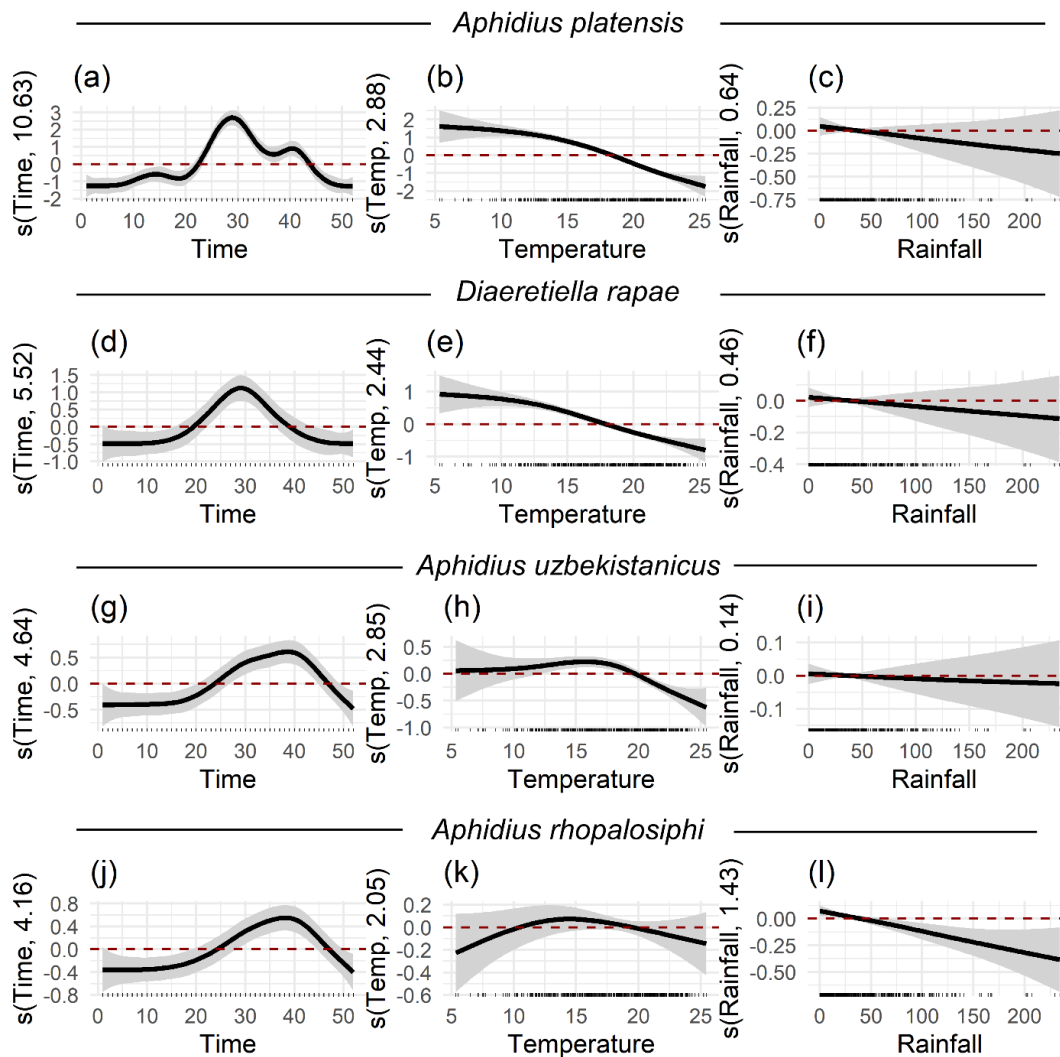 Aphidius platensis
(a) (b) (c)
s(Time, 10.63)
3
2
1
0
-1
-2
0 10 20 30 40 50
Time
s(Temp, 2.88)
2
1
0
-1
-2
5 10 15 20 25
Temperature
s(Rainfall, 0.64)
0.25
0.00
-0.25
-0.50
-0.75
0 50 100 150 200
Rainfall
Diaeretiella rapae
(d) (e) (f)
s(Time, 5.52)
1.5
1.0
0.5
0.0
-0.5
-1.0
0 10 20 30 40 50
Time
s(Temp, 2.44)
1
0
-1
5 10 15 20 25
Temperature
s(Rainfall, 0.46)
0.0
-0.2
-0.4
0 50 100 150 200
Rainfall
Aphidius uzbekistanicus
(g) (h) (i)
s(Time, 4.64)
0.5
0.0
-0.5
0 10 20 30 40 50
Time
s(Temp, 2.85)
0.5
0.0
-0.5
-1.0
5 10 15 20 25
Temperature
s(Rainfall, 0.14)
0.1
0.0
-0.1
0 50 100 150 200
Rainfall
Aphidius rhopalosiphi
(j) (k) (l)
s(Time, 4.16)
0.8
0.4
0.0
-0.4
-0.8
0 10 20 30 40 50
Time
s(Temp, 2.05)
0.2
0.0
-0.2
-0.4
-0.6
5 10 15 20 25
Temperature
s(Rainfall, 1.43)
0.00
-0.25
-0.50
0 50 100 150 200
Rainfall